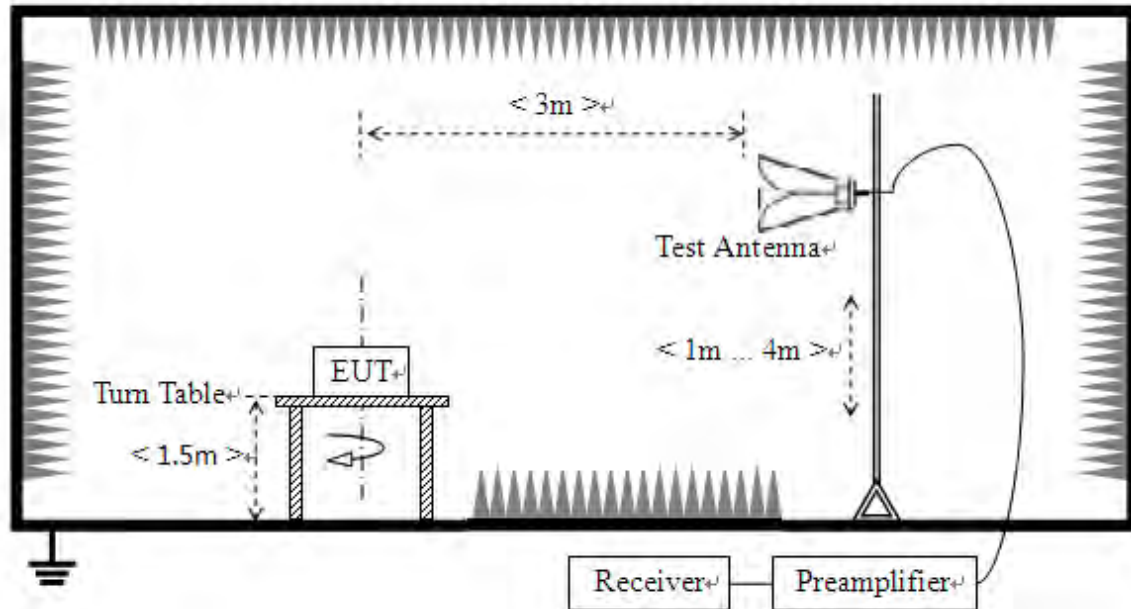 < 3m >
Test Antenna
< 1m ... 4m >
EUT
Turn Table
< 1.5m >
Receiver
Preamplifier